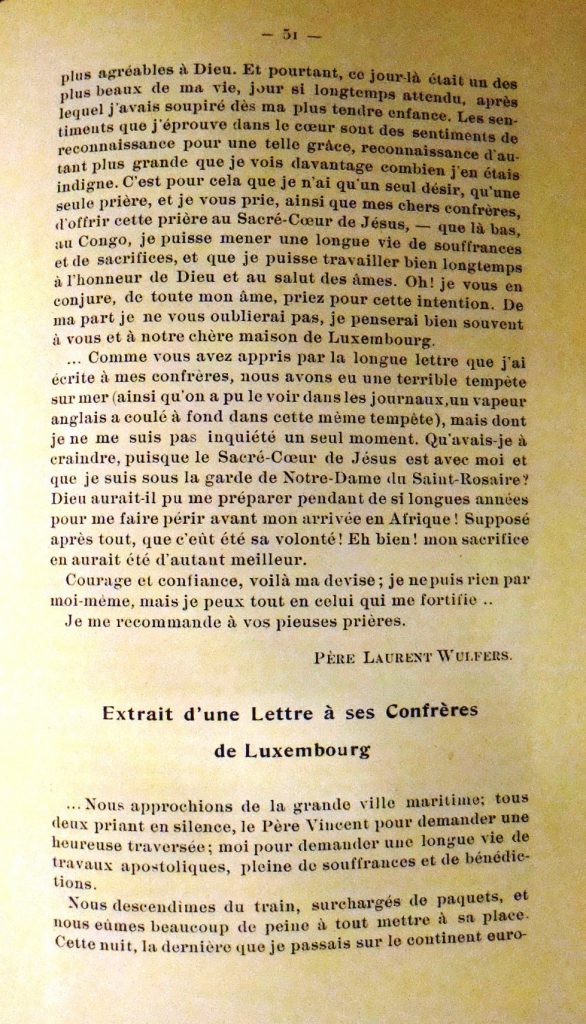 — 51 —
plus agréables à Dieu. Et pourtant, ce jour-là était un des
plus beaux de ma vie, jour si longtemps attendu, après
lequel j'avais soupiré dès ma plus tendre enfance. Les sen-
timents que j'éprouve dans le cœur sont des sentiments de
reconnaissance pour une telle grâce, reconnaissance d'au-
tant plus grande que je vois davantage combien j'en étais
indigne. C'est pour cela que je n'ai qu'un seul désir, qu'une
seule prière, et je vous prie, ainsi que mes chers confrères,
d'offrir cette prière au Sacré-Cœur de Jésus, — que là bas,
au Congo, je puisse mener une longue vie de souffrances
et de sacrifices, et que je puisse travailler bien longtemps
à l'honneur de Dieu et au salut des âmes. Oh! je vous en
conjure, de toute mon âme, priez pour cette intention. De
ma part je ne vous oublierai pas, je penserai bien souvent
à vous et à notre chère maison de Luxembourg.
... Comme vous avez appris par la longue lettre que j'ai
écrite à mes confrères, nous avons eu une terrible tempête
sur mer (ainsi qu'on a pu le voir dans les journaux, un vapeur
anglais a coulé à fond dans cette même tempête), mais dont
je ne me suis pas inquiété un seul moment. Qu'avais-je à
craindre, puisque le Sacré-Cœur de Jésus est avec moi et
que je suis sous la garde de Notre-Dame du Saint-Rosaire?
Dieu aurait-il pu me préparer pendant de si longues années
pour me faire périr avant mon arrivée en Afrique! Supposé
après tout, que c'eût été sa volonté! Eh bien! mon sacrifice
en aurait été d'autant meilleur.
Courage et confiance, voilà ma devise; je ne puis rien par
moi-même, mais je peux tout en celui qui me fortifie ..
Je me recommande à vos pieuses prières.
PÈRE LAURENT WULFERS.
Extrait d'une Lettre à ses Confrères
de Luxembourg
...Nous approchions de la grande ville maritime; tous
deux priant en silence, le Père Vincent pour demander une
heureuse traversée; moi pour demander une longue vie de
travaux apostoliques, pleine de souffrances et de bénédic-
tions.
Nous descendîmes du train, surchargés de paquets, et
nous eûmes beaucoup de peine à tout mettre à sa place.
Cette nuit, la dernière que je passais sur le continent euro-